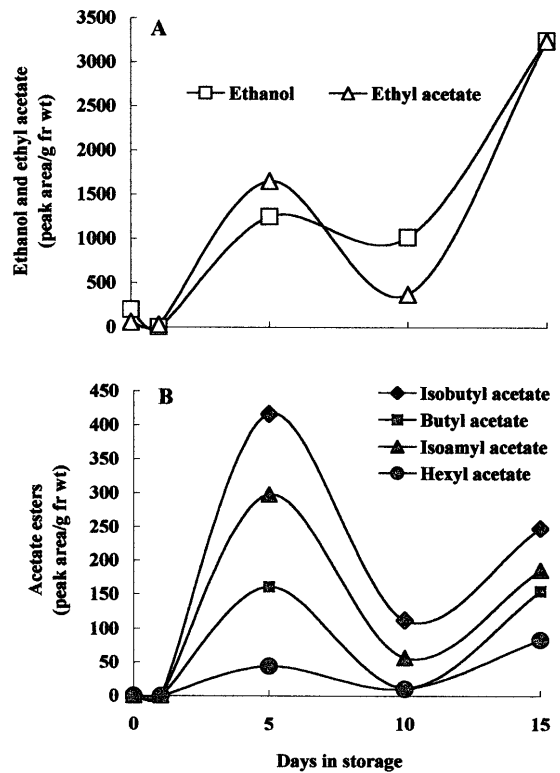 A
Ethanol and ethyl acetate
(peak area/g fr wt)
3500
3000
2500
2000
1500
1000
500
0
Ethanol
Ethyl acetate
B
Acetate esters
(peak area/g fr wt)
450
400
350
300
250
200
150
100
50
0
Isobutyl acetate
Butyl acetate
Isoamyl acetate
Hexyl acetate
0 5 10 15
Days in storage